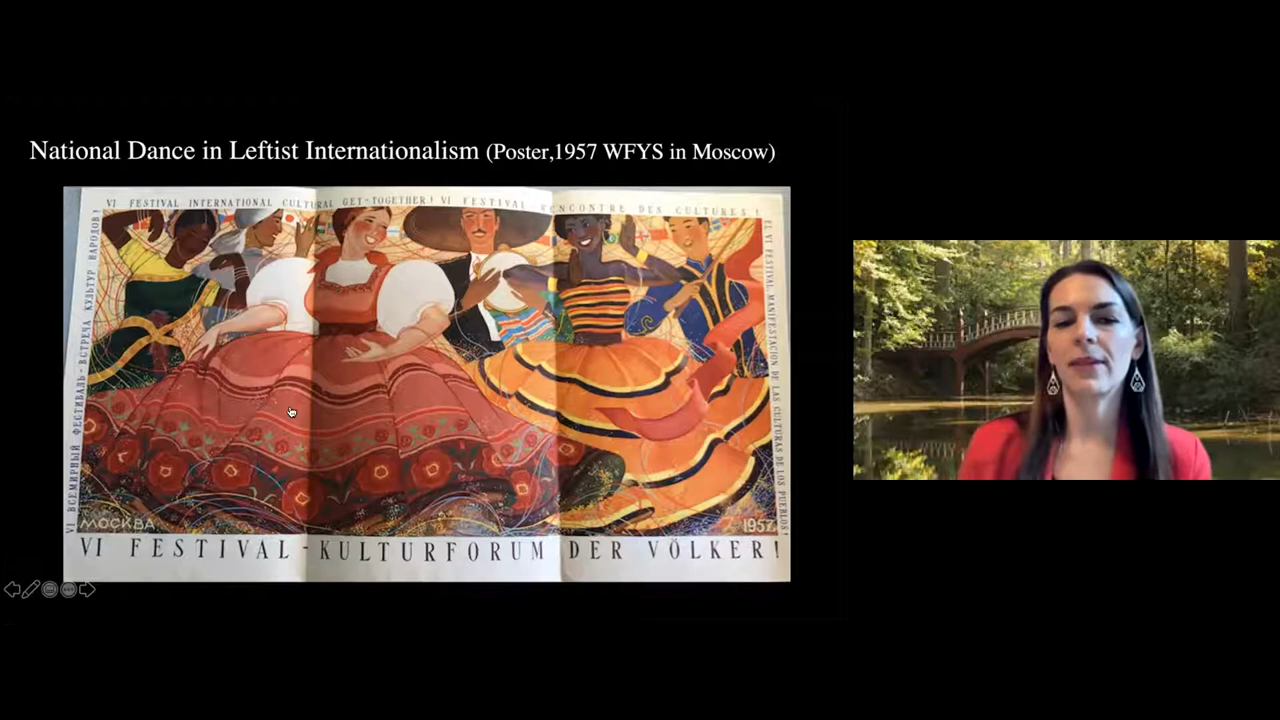 National Dance in Leftist Internationalism (Poster,1957 WFYS in Moscow)
VI FESTIVAL INTERNATIONAL CULTURAL GET-TOGETHER! VI FESTIVAL RENCONTRE DES CULTURES!
VI ВСЕМИРНЫЙ ФЕСТИВАЛЬ - ВСТРЕЧА КУЛЬТУР НАРОДОВ!
EL VI FESTIVAL MANIFESTACION DE LAS CULTURAS DE LOS PUEBLOS!
МОСКВА
1957
VI FESTIVAL - KULTURFORUM DER VÖLKER!